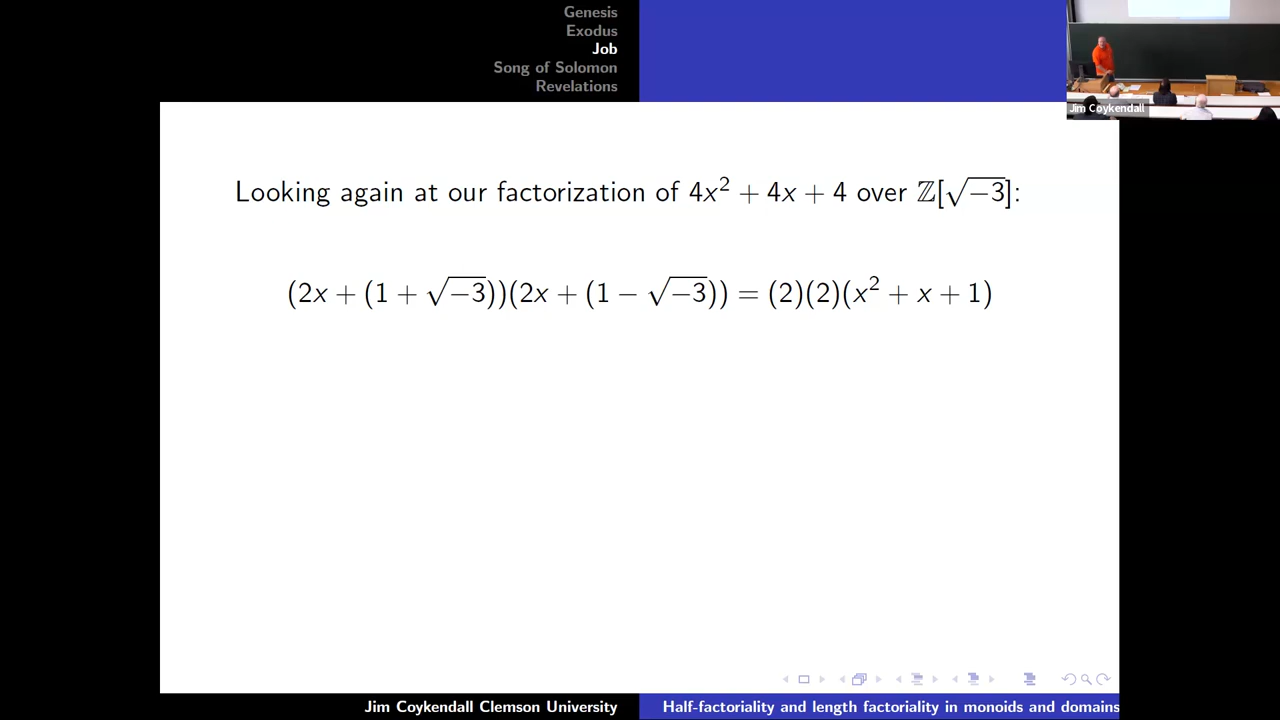 Genesis
Exodus
Job
Song of Solomon
Revelations
Jim Coykendall
Looking again at our factorization of 4x² + 4x + 4 over ℤ[√−3]:
(2x + (1 + √−3))(2x + (1 − √−3)) = (2)(2)(x² + x + 1)
Jim Coykendall Clemson University
Half-factoriality and length factoriality in monoids and domains